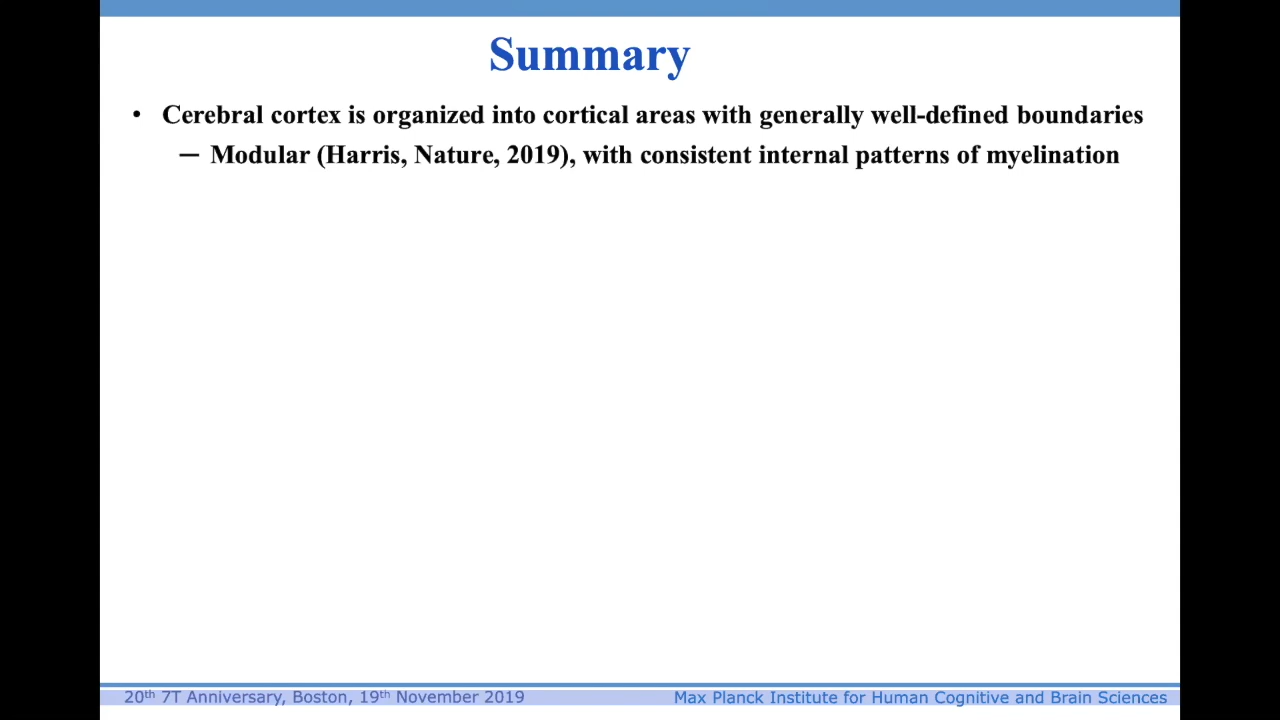 Summary
• Cerebral cortex is organized into cortical areas with generally well-defined boundaries
— Modular (Harris, Nature, 2019), with consistent internal patterns of myelination
20th 7T Anniversary, Boston, 19th November 2019
Max Planck Institute for Human Cognitive and Brain Sciences